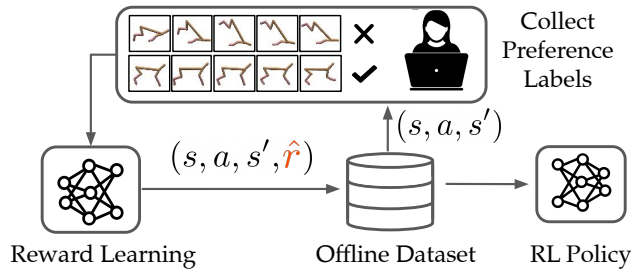 Collect
Preference
Labels
(s, a, s′)
(s, a, s′, r̂)
Reward Learning
Offline Dataset
RL Policy